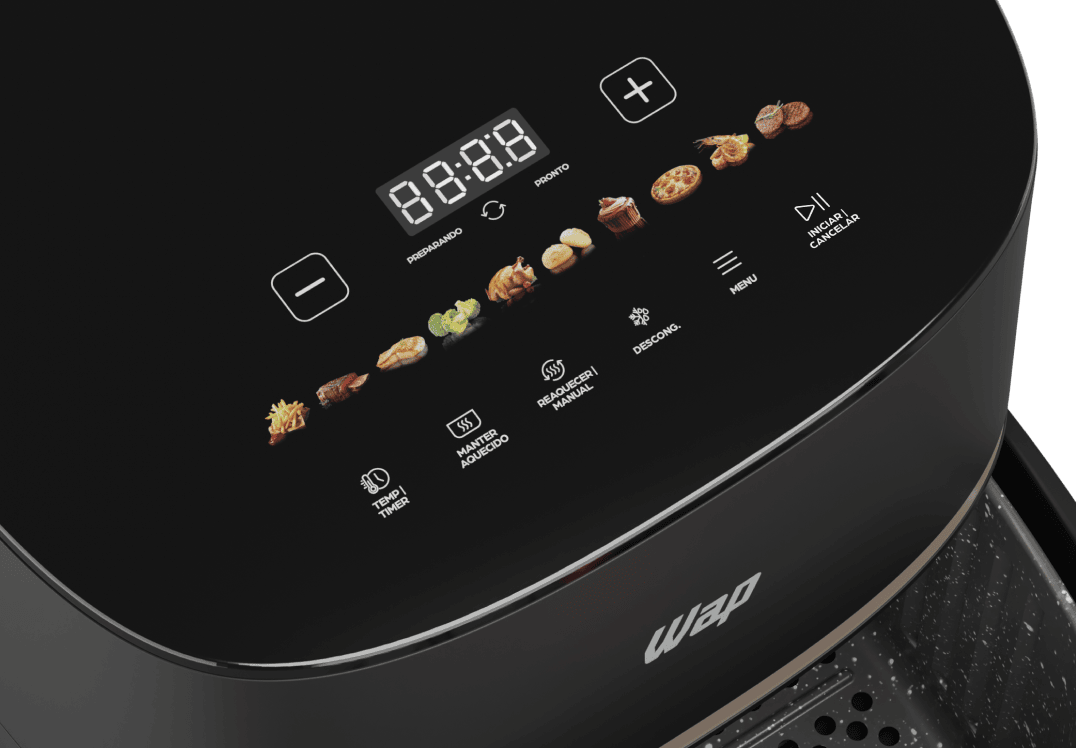 +
88:88
PREPARANDO
PRONTO
−
TEMP |
TIMER
MANTER
AQUECIDO
REAQUECER |
MANUAL
DESCONG.
MENU
INICIAR |
CANCELAR
wap